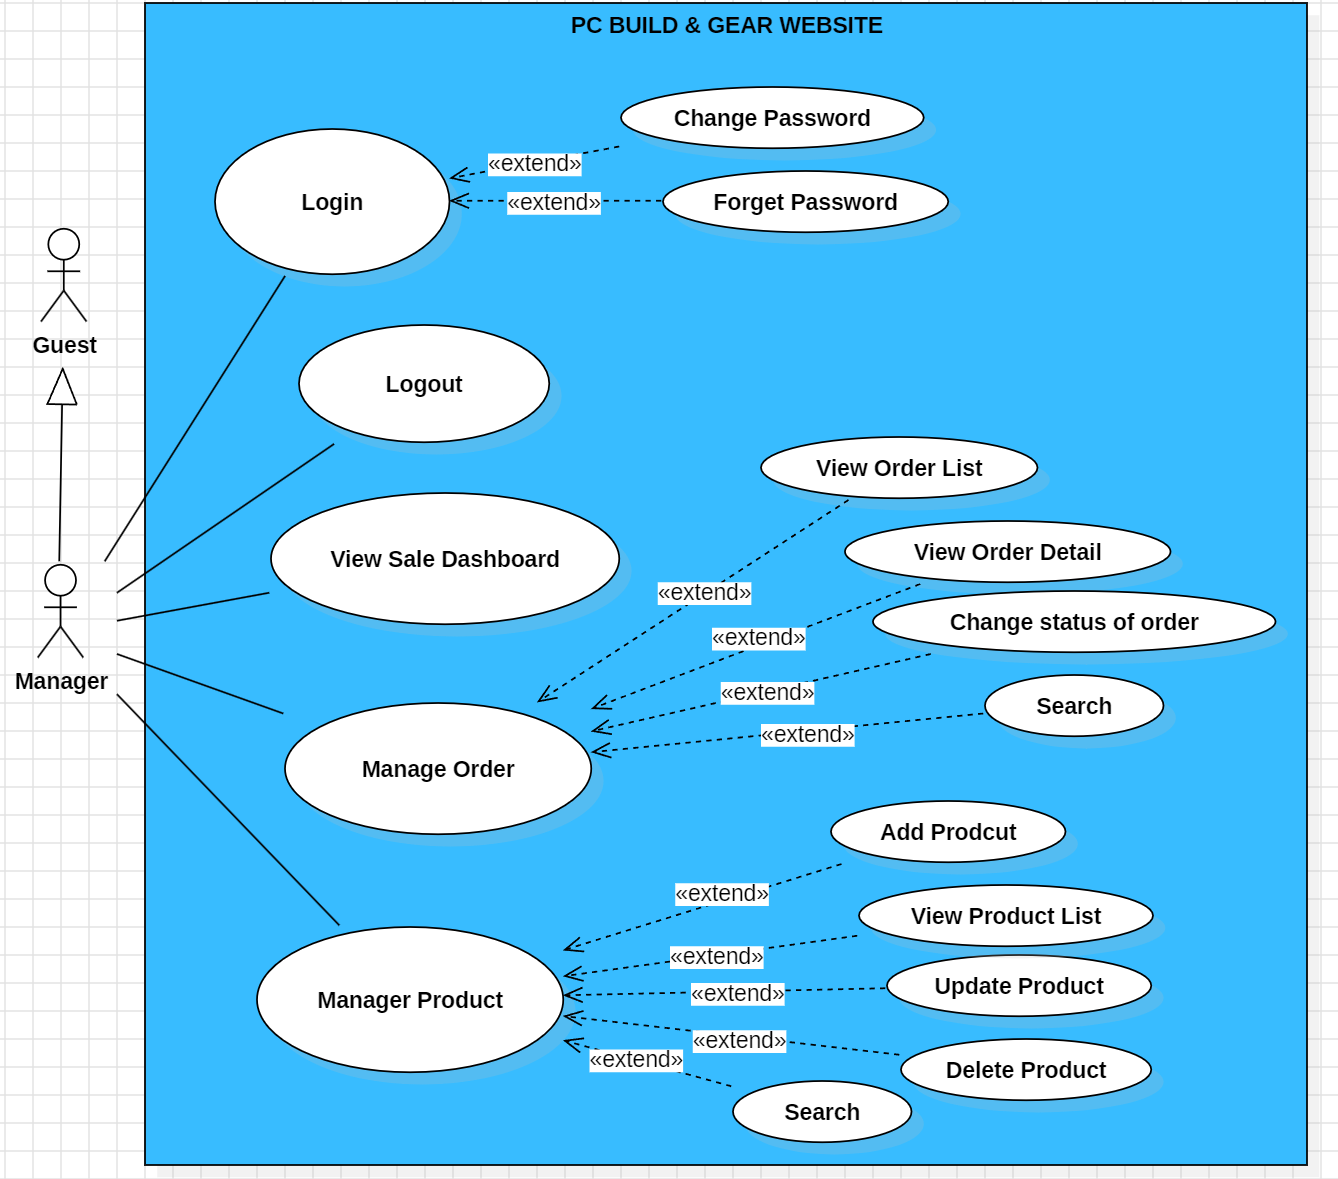 PC BUILD & GEAR WEBSITE
Change Password
«extend»
Login
«extend»
Forget Password
Guest
Logout
View Order List
View Order Detail
View Sale Dashboard
«extend»
Change status of order
«extend»
Manager
«extend»
Search
«extend»
Manage Order
Add Prodcut
«extend»
View Product List
«extend»
Update Product
«extend»
Manager Product
«extend»
«extend»
Delete Product
Search